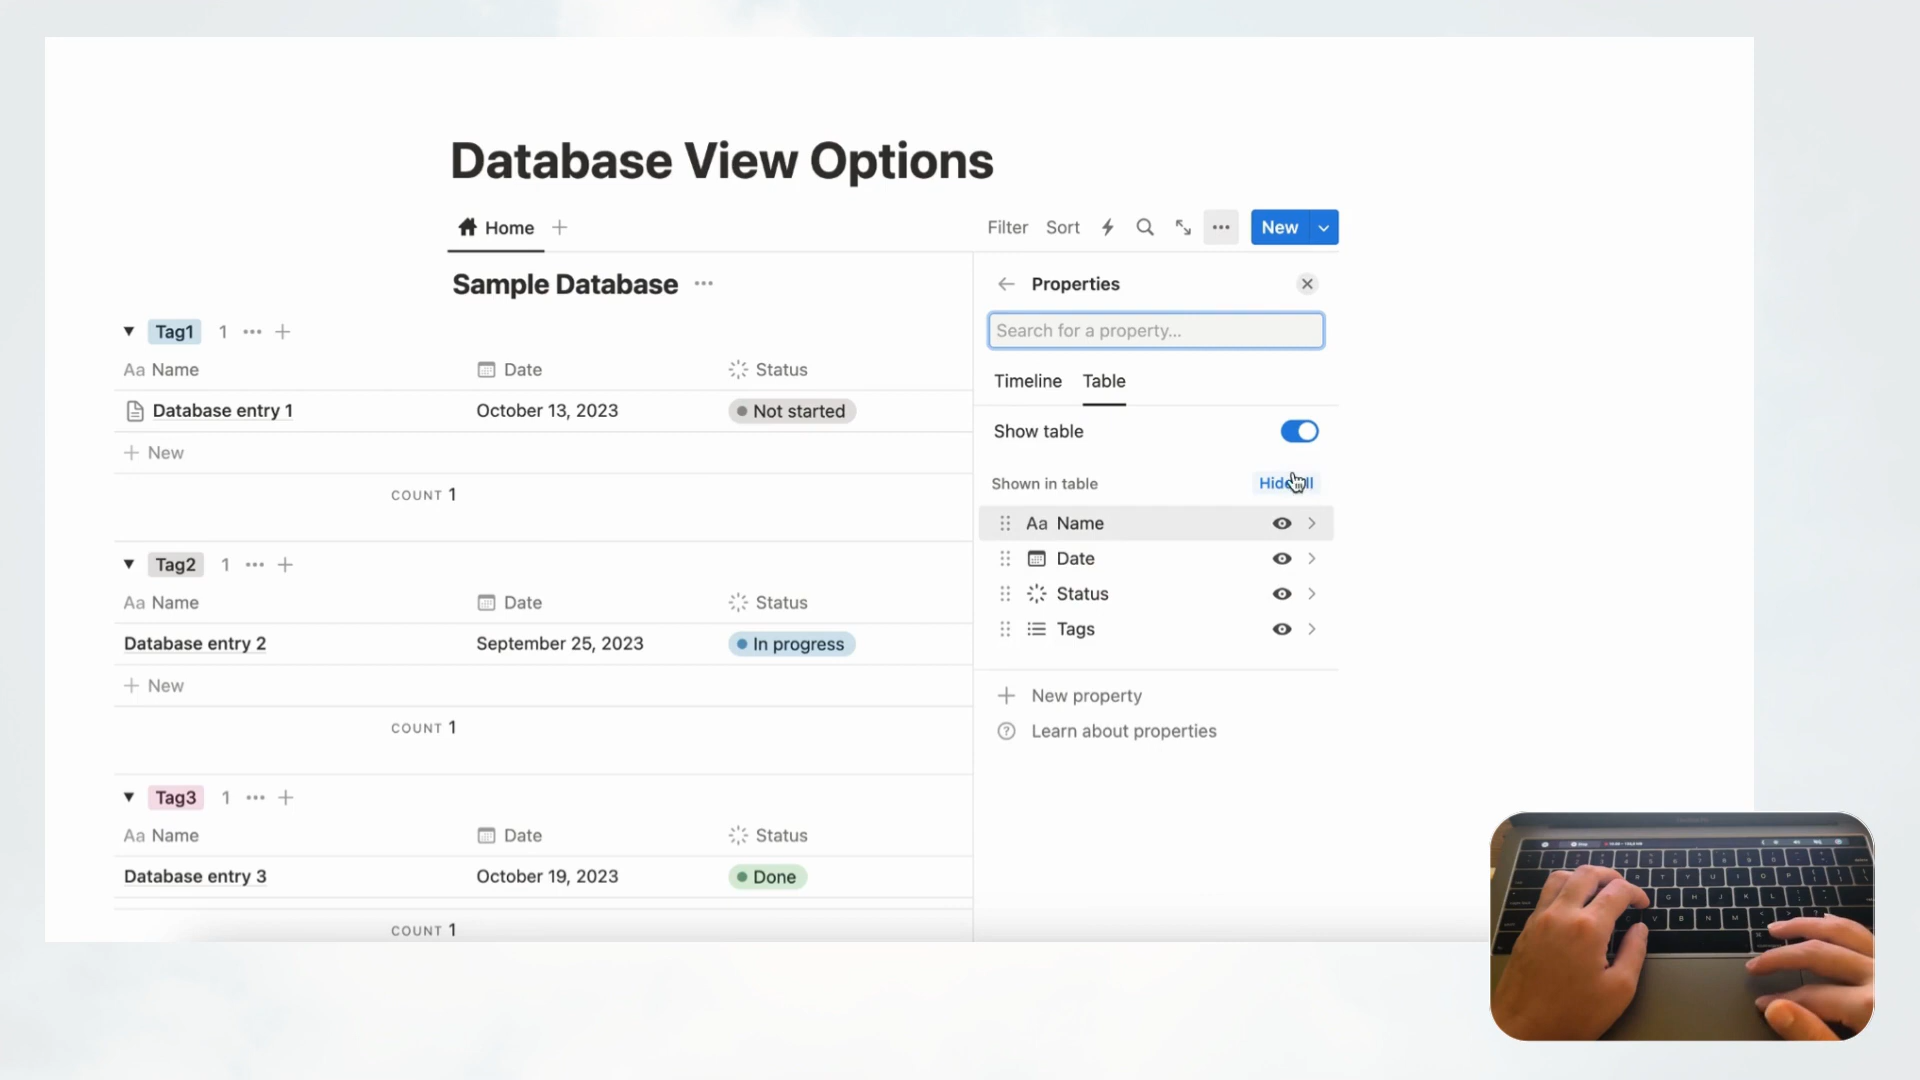 Database View Options
Home
Filter Sort
New
Sample Database
Properties
Search for a property...
Timeline Table
Show table
Shown in table
Tag1 1
Aa Name Date Status
Database entry 1 October 13, 2023 Not started
New
COUNT 1
Tag2 1
Aa Name Date Status
Database entry 2 September 25, 2023 In progress
New
COUNT 1
Tag3 1
Aa Name Date Status
Database entry 3 October 19, 2023 Done
COUNT 1
Aa Name
Date
Status
Tags
New property
Learn about properties